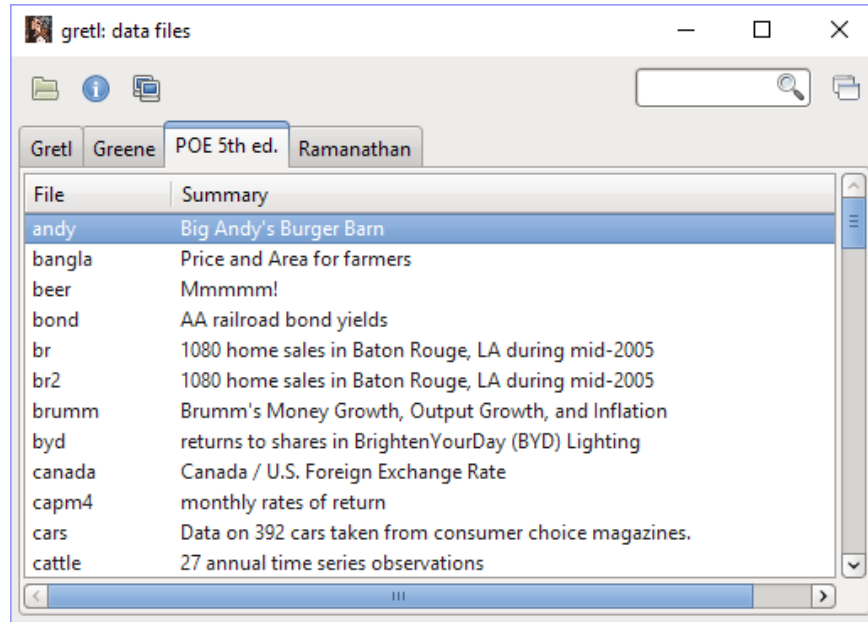 gretl: data files
Gretl Greene POE 5th ed. Ramanathan
File Summary
andy Big Andy's Burger Barn
bangla Price and Area for farmers
beer Mmmmm!
bond AA railroad bond yields
br 1080 home sales in Baton Rouge, LA during mid-2005
br2 1080 home sales in Baton Rouge, LA during mid-2005
brumm Brumm's Money Growth, Output Growth, and Inflation
byd returns to shares in BrightenYourDay (BYD) Lighting
canada Canada / U.S. Foreign Exchange Rate
capm4 monthly rates of return
cars Data on 392 cars taken from consumer choice magazines.
cattle 27 annual time series observations